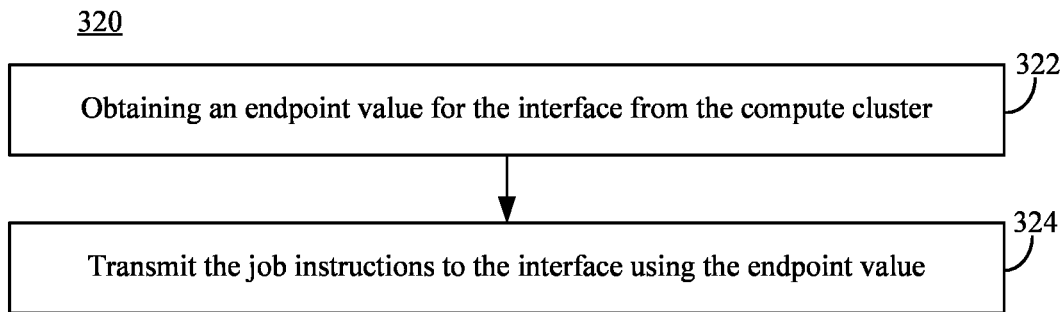 320
322
Obtaining an endpoint value for the interface from the compute cluster
324
Transmit the job instructions to the interface using the endpoint value